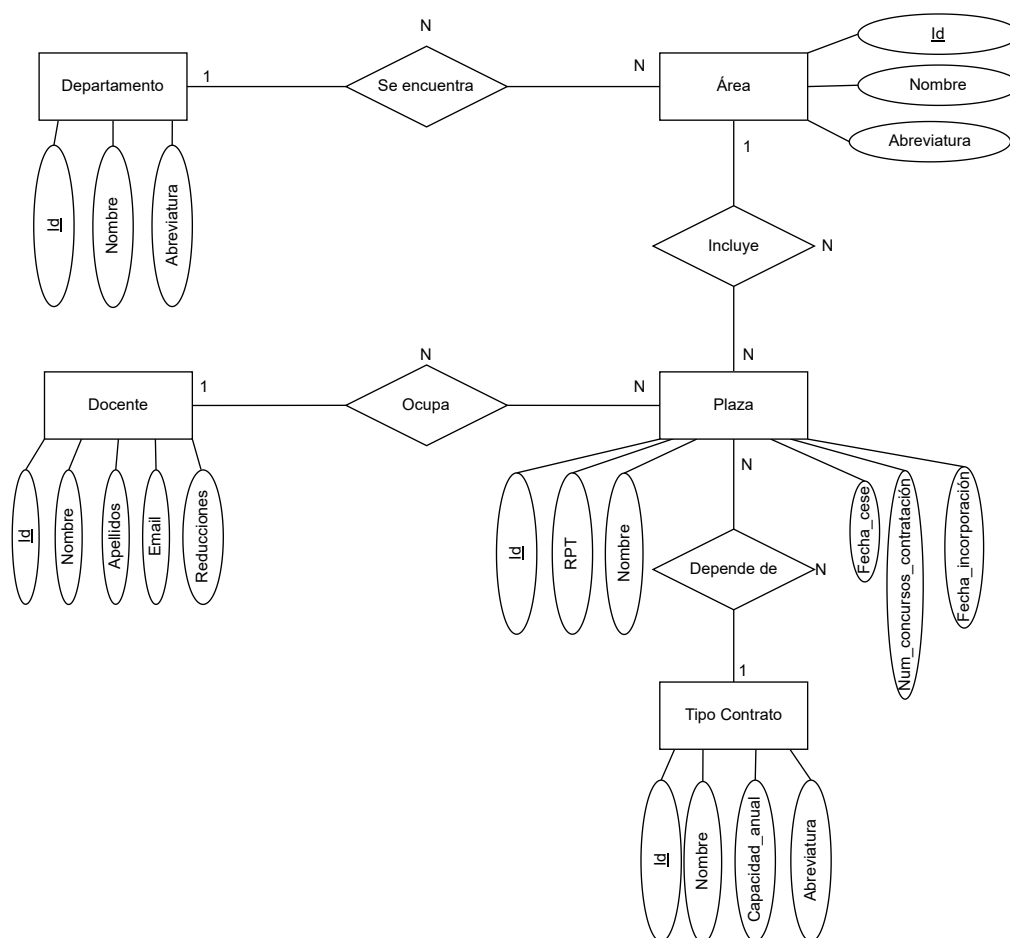 N
Id
Departamento
1
Se encuentra
N
Área
Nombre
Abreviatura
Id
Nombre
Abreviatura
1
Incluye
N
N
N
Docente
1
Ocupa
N
Plaza
N
Id
Nombre
Apellidos
Email
Reducciones
Id
RPT
Nombre
Fecha_cese
Num_concursos_contratación
Fecha_incorporación
Depende de
N
1
Tipo Contrato
Id
Nombre
Capacidad_anual
Abreviatura